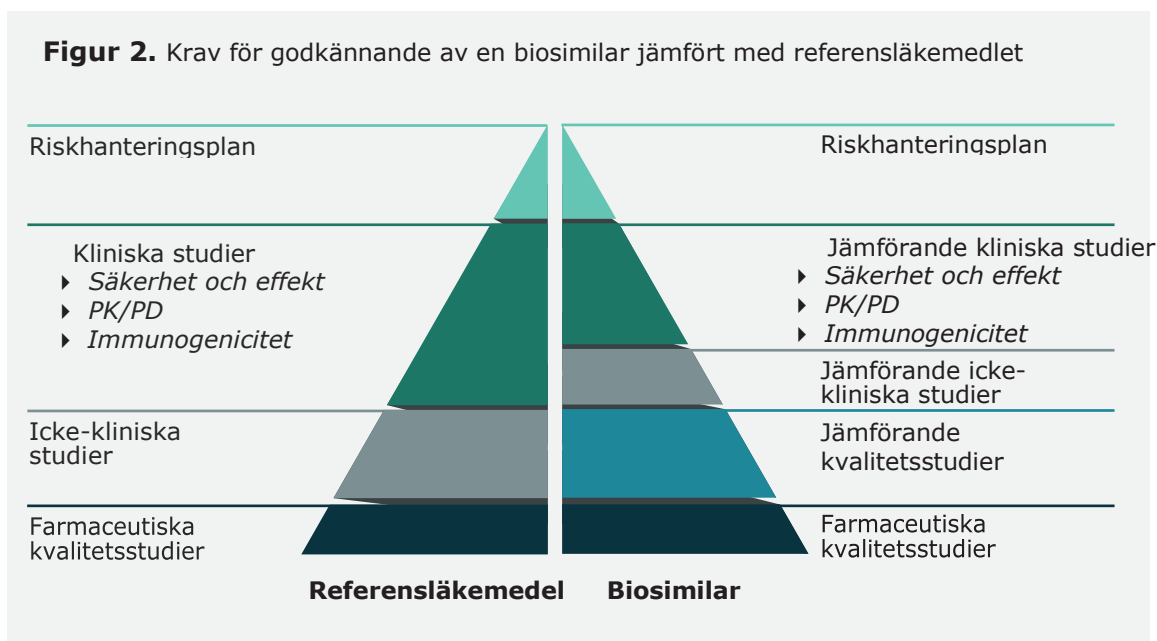 Figur 2. Krav för godkännande av en biosimilar jämfört med referensläkemedlet
Riskhanteringsplan
Kliniska studier
Säkerhet och effekt
PK/PD
Immunogenicitet
Icke-kliniska
studier
Farmaceutiska
kvalitetsstudier
Riskhanteringsplan
Jämförande kliniska studier
Säkerhet och effekt
PK/PD
Immunogenicitet
Jämförande icke-
kliniska studier
Jämförande
kvalitetsstudier
Farmaceutiska
kvalitetsstudier
Referensläkemedel
Biosimilar